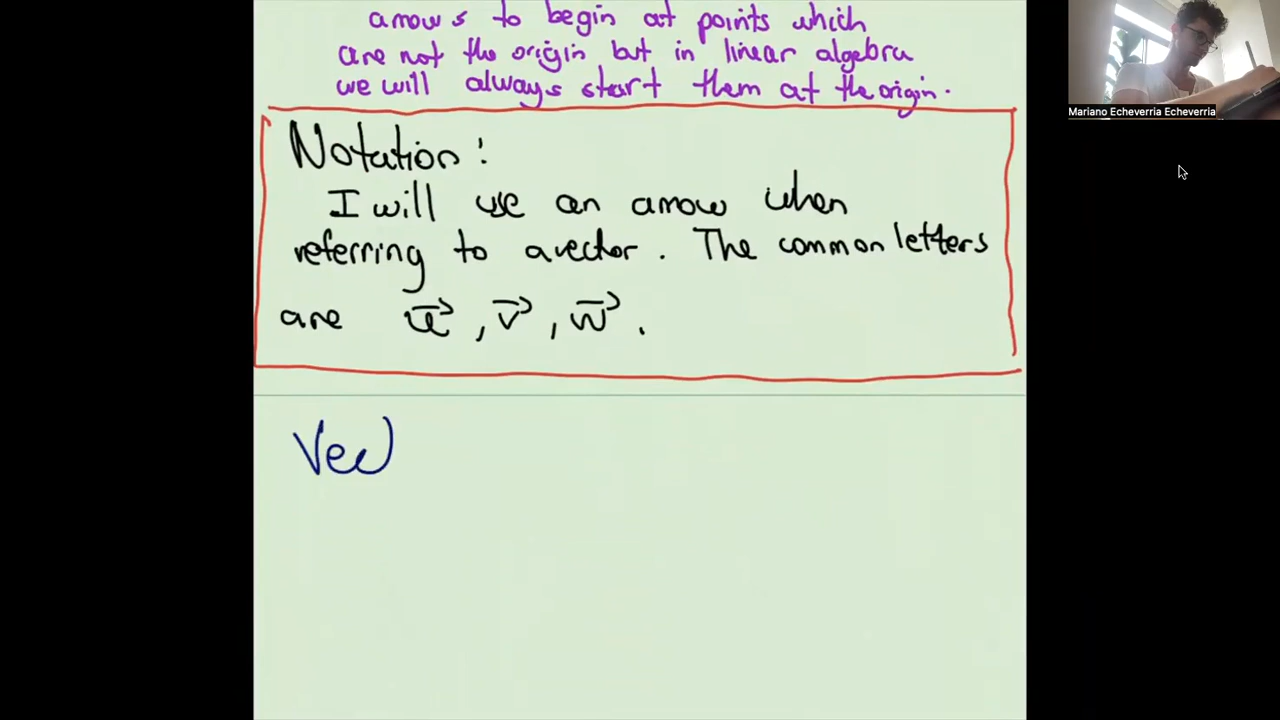 arrows to begin at points which
are not the origin but in linear algebra
we will always start them at the origin.
Notation:
I will use an arrow when
referring to a vector. The common letters
are u⃗, v⃗, w⃗.
Vec
Mariano Echeverria Echeverria